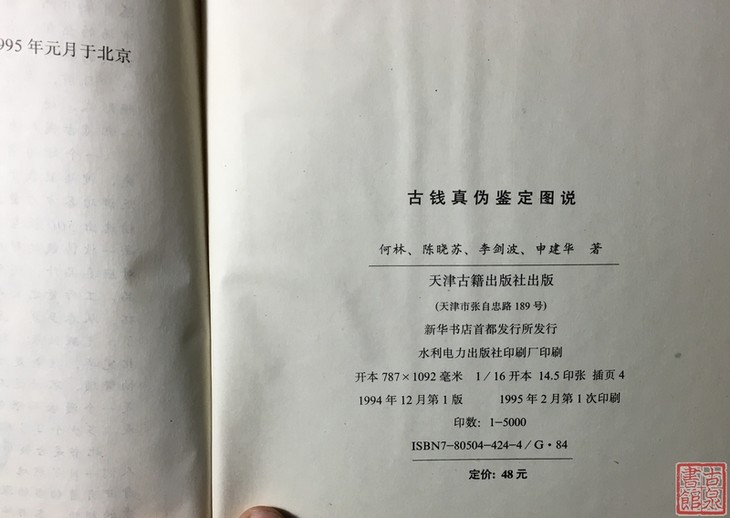 995 年元月于北京
古钱真伪鉴定图说
何林、陈晓苏、李剑波、申建华 著
天津古籍出版社出版
(天津市张自忠路 189 号)
新华书店首都发行所发行
水利电力出版社印刷厂印刷
开本 787×1092 毫米 1/16 开本 14.5 印张 插页 4
1994 年 12 月第 1 版 1995 年 2 月第 1 次印刷
印数: 1-5000
ISBN7-80504-424-4/G·84
定价: 48 元
古泉
書館